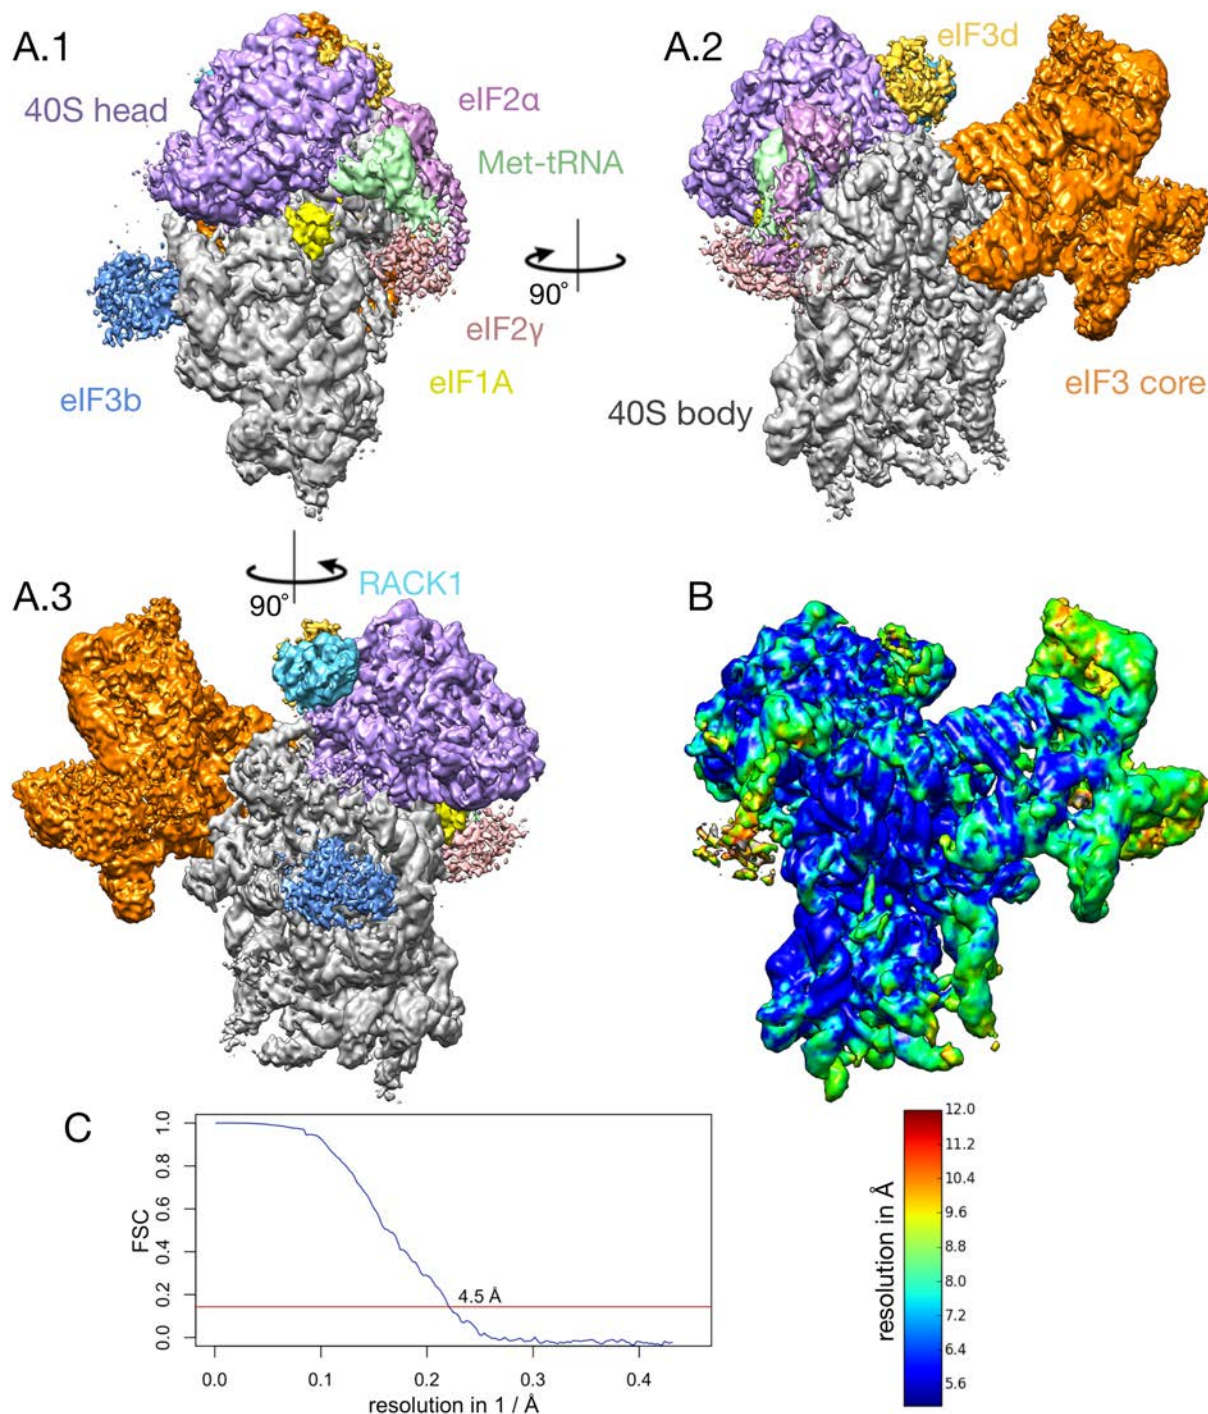 A.1
40S head
eIF2α
Met-tRNA
90°
eIF2γ
eIF1A
eIF3b
A.2
eIF3d
40S body
eIF3 core
A.3
90°
RACK1
B
C
FSC
1.0
0.8
0.6
0.4
0.2
0.0
4.5 Å
0.0 0.1 0.2 0.3 0.4
resolution in 1 / Å
resolution in Å
12.0
11.2
10.4
9.6
8.8
8.0
7.2
6.4
5.6